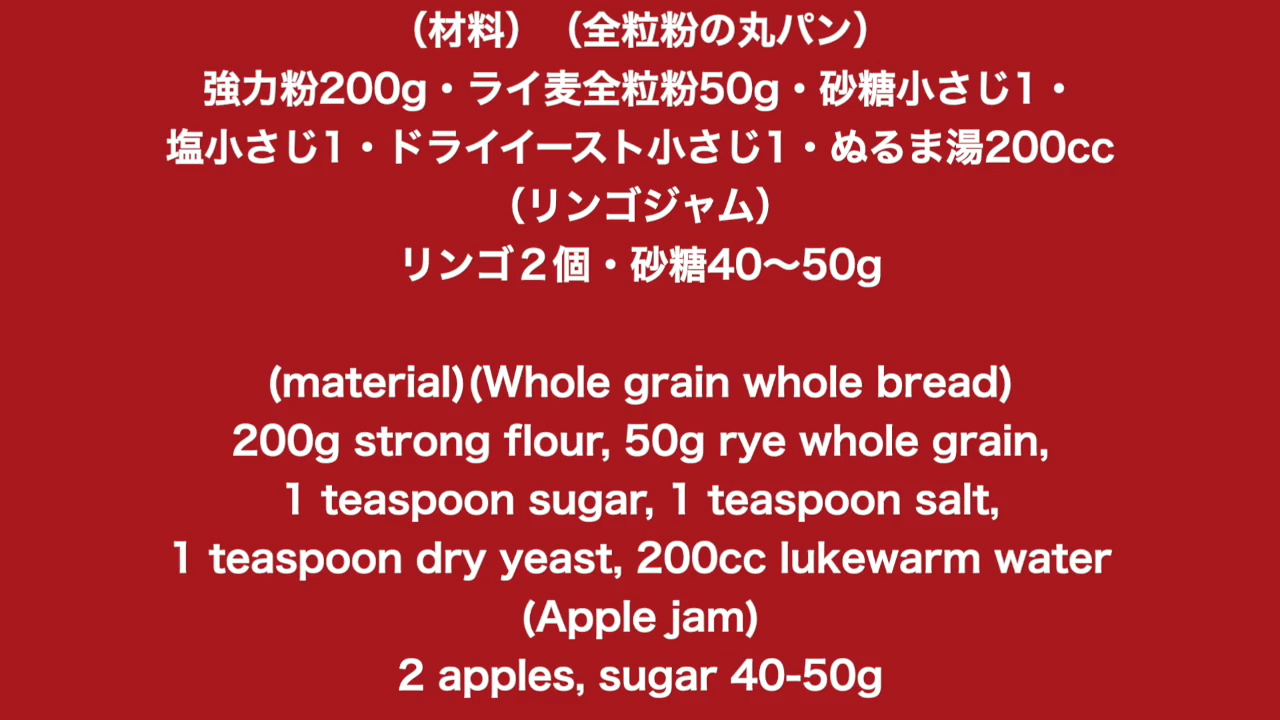 （材料）（全粒粉の丸パン）
強力粉200g・ライ麦全粒粉50g・砂糖小さじ1・
塩小さじ1・ドライイースト小さじ1・ぬるま湯200cc
（リンゴジャム）
リンゴ２個・砂糖40〜50g
(material)(Whole grain whole bread)
200g strong flour, 50g rye whole grain,
1 teaspoon sugar, 1 teaspoon salt,
1 teaspoon dry yeast, 200cc lukewarm water
(Apple jam)
2 apples, sugar 40-50g